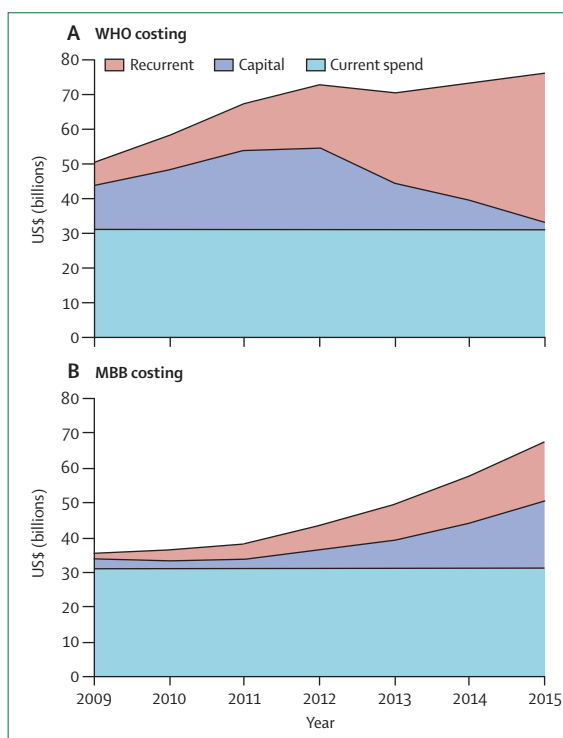 A WHO costing
80
Recurrent Capital Current spend
70
60
50
40
30
20
10
0
US$ (billions)
B MBB costing
80
70
60
50
40
30
20
10
0
US$ (billions)
2009 2010 2011 2012 2013 2014 2015
Year